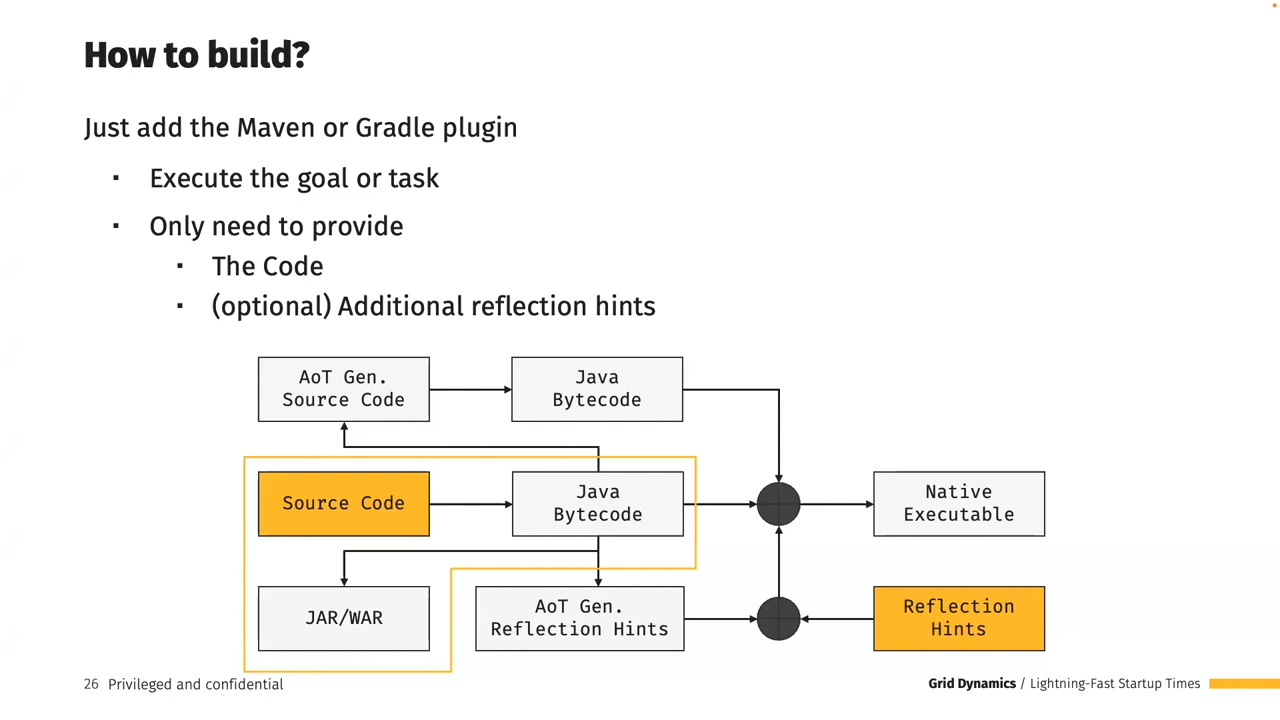 How to build?
Just add the Maven or Gradle plugin
▪ Execute the goal or task
▪ Only need to provide
▪ The Code
▪ (optional) Additional reflection hints
AoT Gen.
Source Code
Java
Bytecode
Source Code
Java
Bytecode
Native
Executable
JAR/WAR
AoT Gen.
Reflection Hints
Reflection
Hints
26 Privileged and confidential
Grid Dynamics / Lightning-Fast Startup Times